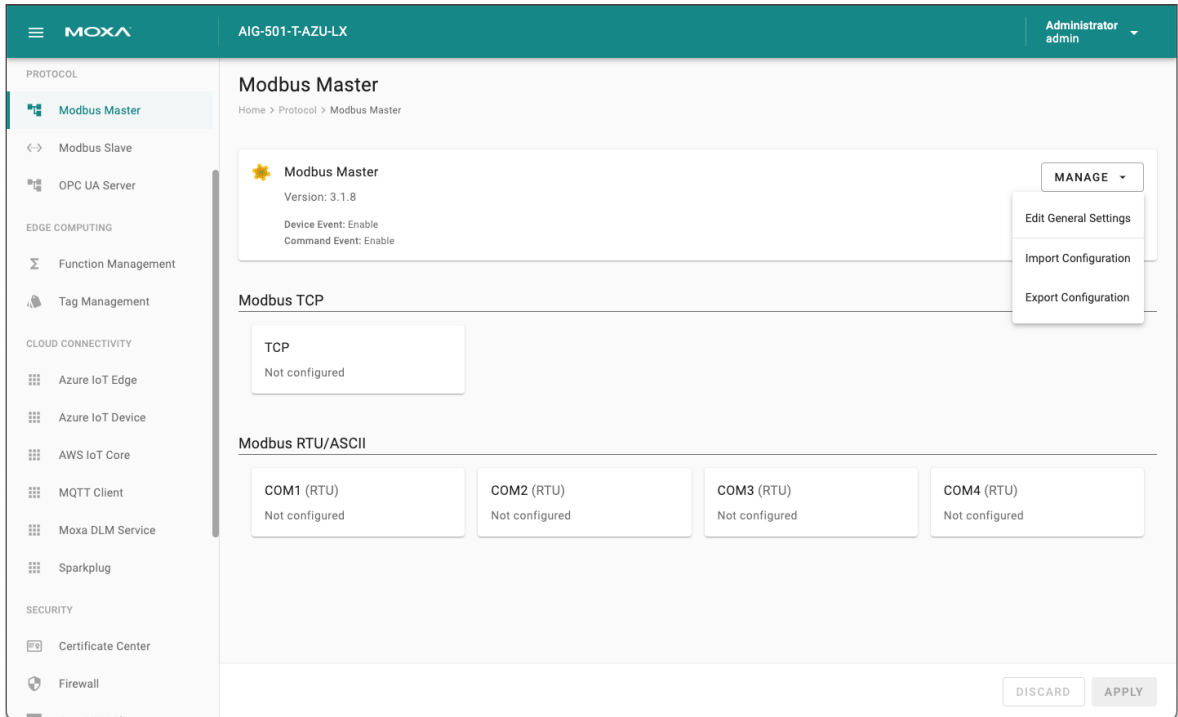 MOXA
AIG-501-T-AZU-LX
Administrator
admin
PROTOCOL
Modbus Master
Modbus Slave
OPC UA Server
EDGE COMPUTING
Function Management
Tag Management
CLOUD CONNECTIVITY
Azure IoT Edge
Azure IoT Device
AWS IoT Core
MQTT Client
Moxa DLM Service
Sparkplug
SECURITY
Certificate Center
Firewall
Modbus Master
Home > Protocol > Modbus Master
Modbus Master
Version: 3.1.8
Device Event: Enable
Command Event: Enable
MANAGE
Edit General Settings
Import Configuration
Export Configuration
Modbus TCP
TCP
Not configured
Modbus RTU/ASCII
COM1 (RTU)
Not configured
COM2 (RTU)
Not configured
COM3 (RTU)
Not configured
COM4 (RTU)
Not configured
DISCARD
APPLY